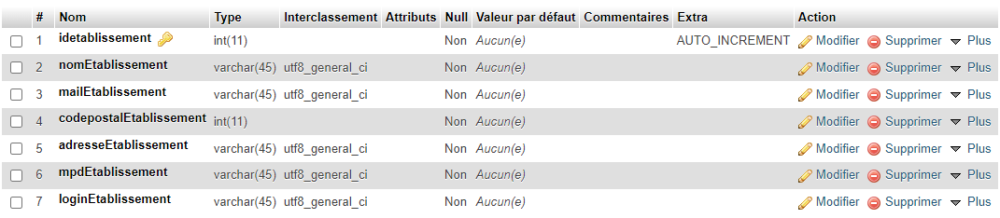 # Nom Type Interclassement Attributs Null Valeur par défaut Commentaires Extra Action
1 idetablissement int(11) Non Aucun(e) AUTO_INCREMENT Modifier Supprimer Plus
2 nomEtablissement varchar(45) utf8_general_ci Non Aucun(e) Modifier Supprimer Plus
3 mailEtablissement varchar(45) utf8_general_ci Non Aucun(e) Modifier Supprimer Plus
4 codepostalEtablissement int(11) Non Aucun(e) Modifier Supprimer Plus
5 adresseEtablissement varchar(45) utf8_general_ci Non Aucun(e) Modifier Supprimer Plus
6 mpdEtablissement varchar(45) utf8_general_ci Non Aucun(e) Modifier Supprimer Plus
7 loginEtablissement varchar(45) utf8_general_ci Non Aucun(e) Modifier Supprimer Plus